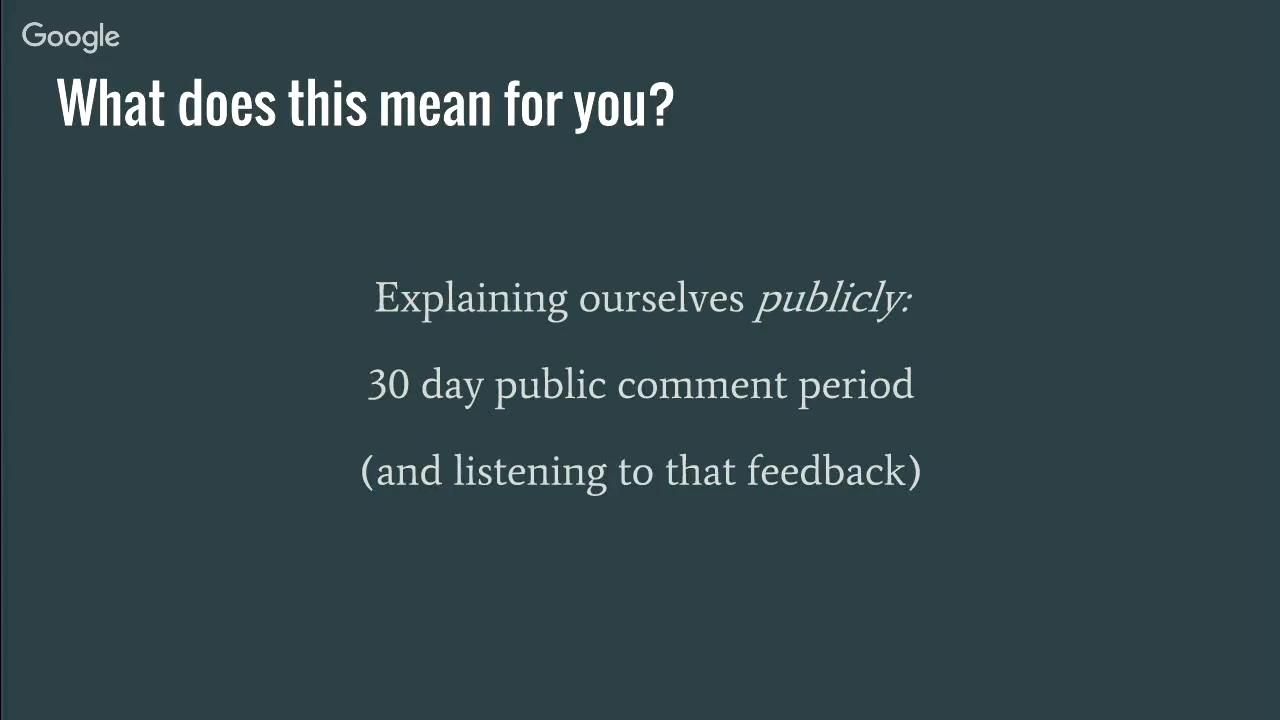 Google
What does this mean for you?
Explaining ourselves publicly:
30 day public comment period
(and listening to that feedback)